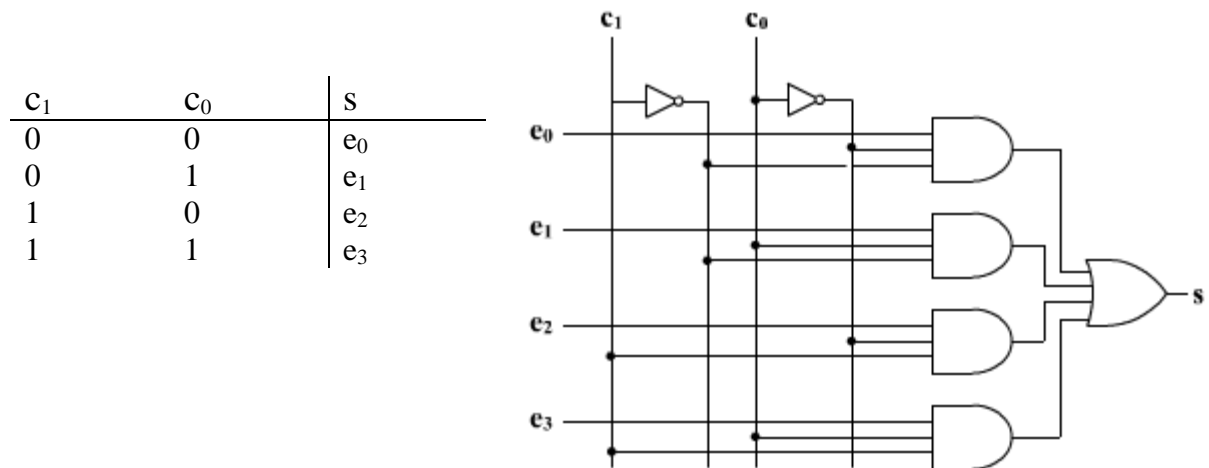 c₁ c₀ s
0 0 e₀
0 1 e₁
1 0 e₂
1 1 e₃
c₁ c₀
e₀
e₁
e₂
e₃
s